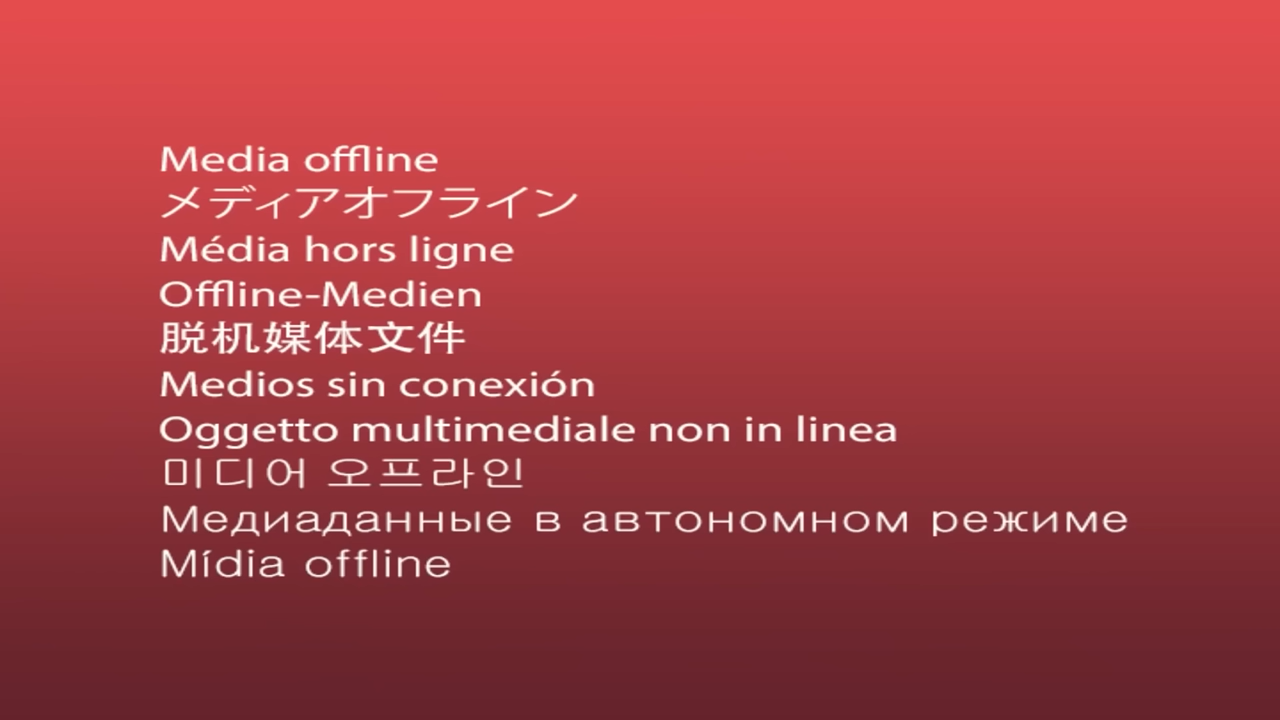 Media offline
メディアオフライン
Média hors ligne
Offline-Medien
脱机媒体文件
Medios sin conexión
Oggetto multimediale non in linea
미디어 오프라인
Медиаданные в автономном режиме
Mídia offline